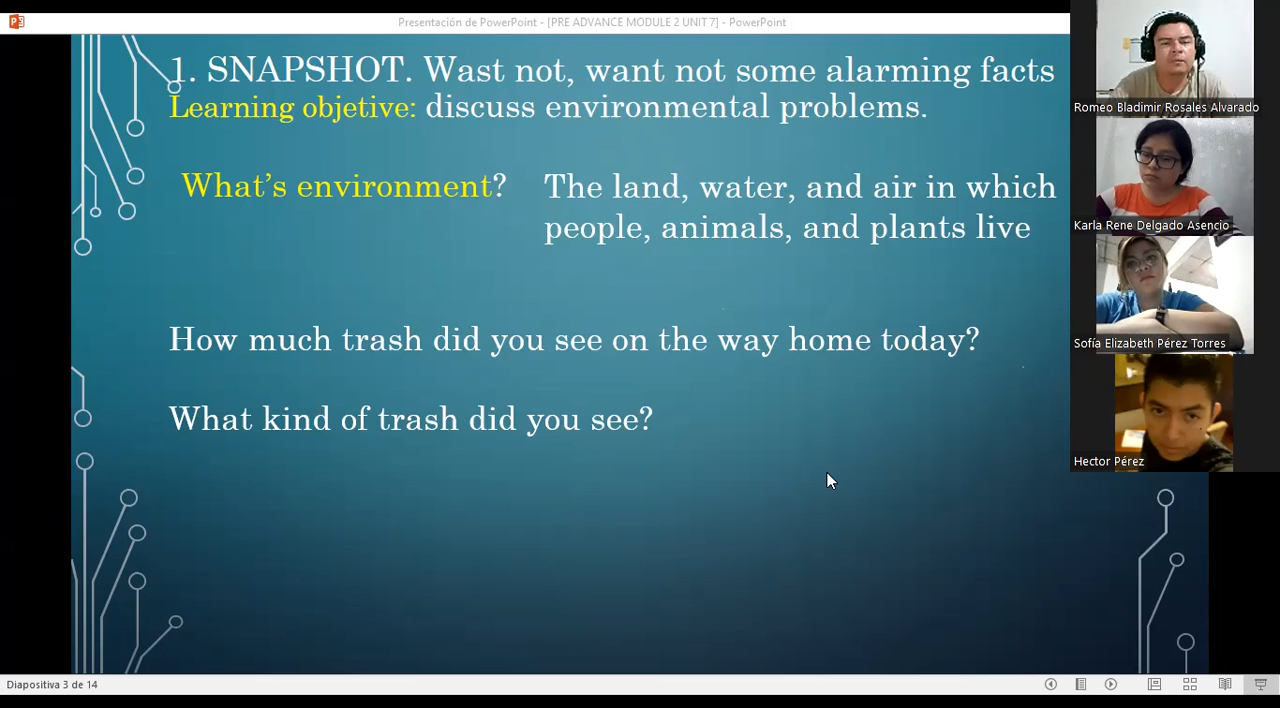 Presentación de PowerPoint - [PRE ADVANCE MODULE 2 UNIT 7] - PowerPoint
1. SNAPSHOT. Wast not, want not some alarming facts
Learning objetive: discuss environmental problems.
What's environment?
The land, water, and air in which
people, animals, and plants live
How much trash did you see on the way home today?
What kind of trash did you see?
Romeo Bladimir Rosales Alvarado
Karla Rene Delgado Asencio
Sofía Elizabeth Pérez Torres
Hector Pérez
Diapositiva 3 de 14